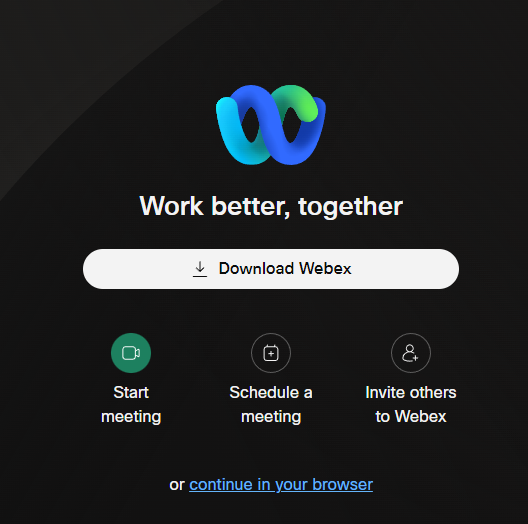 Work better, together
Download Webex
Start
meeting
Schedule a
meeting
Invite others
to Webex
or continue in your browser